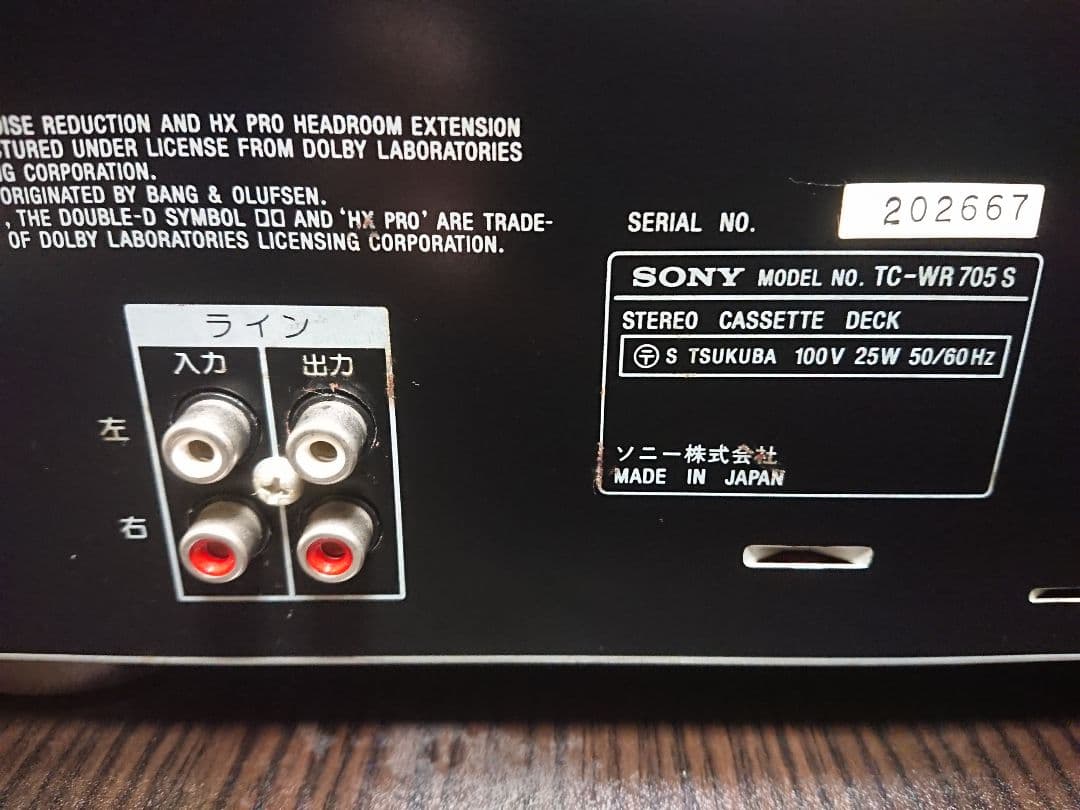 ISE REDUCTION AND HX PRO HEADROOM EXTENSION
TURED UNDER LICENSE FROM DOLBY LABORATORIES
G CORPORATION.
ORIGINATED BY BANG & OLUFSEN.
, THE DOUBLE-D SYMBOL AND 'HX PRO' ARE TRADE-
OF DOLBY LABORATORIES LICENSING CORPORATION.
SERIAL NO. 202667
SONY MODEL NO. TC-WR705S
STEREO CASSETTE DECK
〒 S TSUKUBA 100V 25W 50/60Hz
ソニー株式会社
MADE IN JAPAN
ライン
入力 出力
左
右